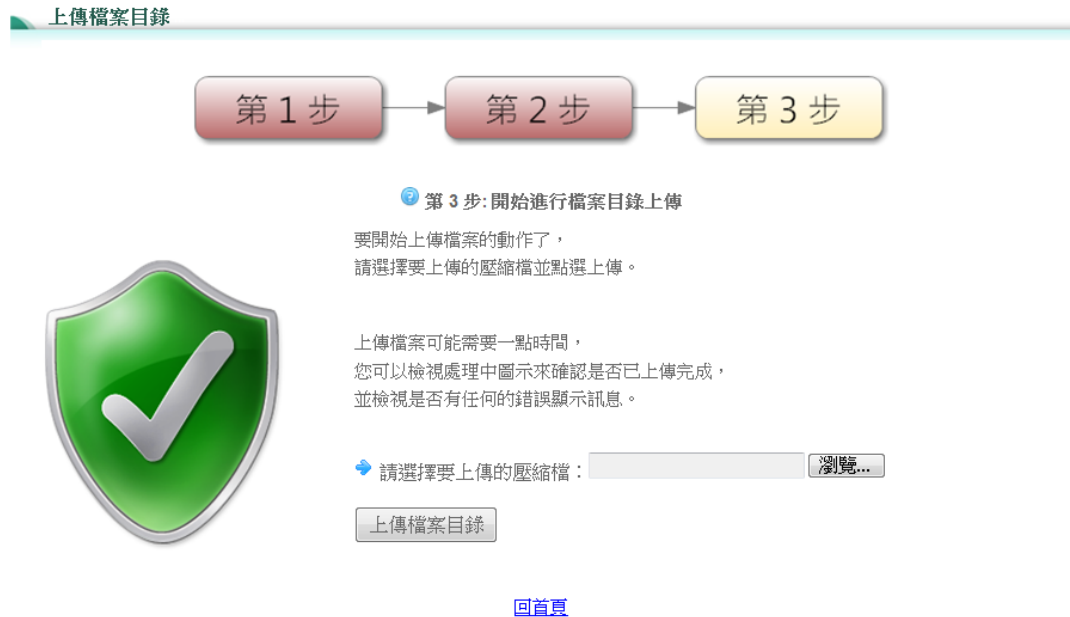 上傳檔案目錄
第 1 步
第 2 步
第 3 步
第 3 步: 開始進行檔案目錄上傳
要開始上傳檔案的動作了，
請選擇要上傳的壓縮檔並點選上傳。
上傳檔案可能需要一點時間，
您可以檢視處理中圖示來確認是否已上傳完成，
並檢視是否有任何的錯誤顯示訊息。
請選擇要上傳的壓縮檔：
瀏覽...
上傳檔案目錄
回首頁